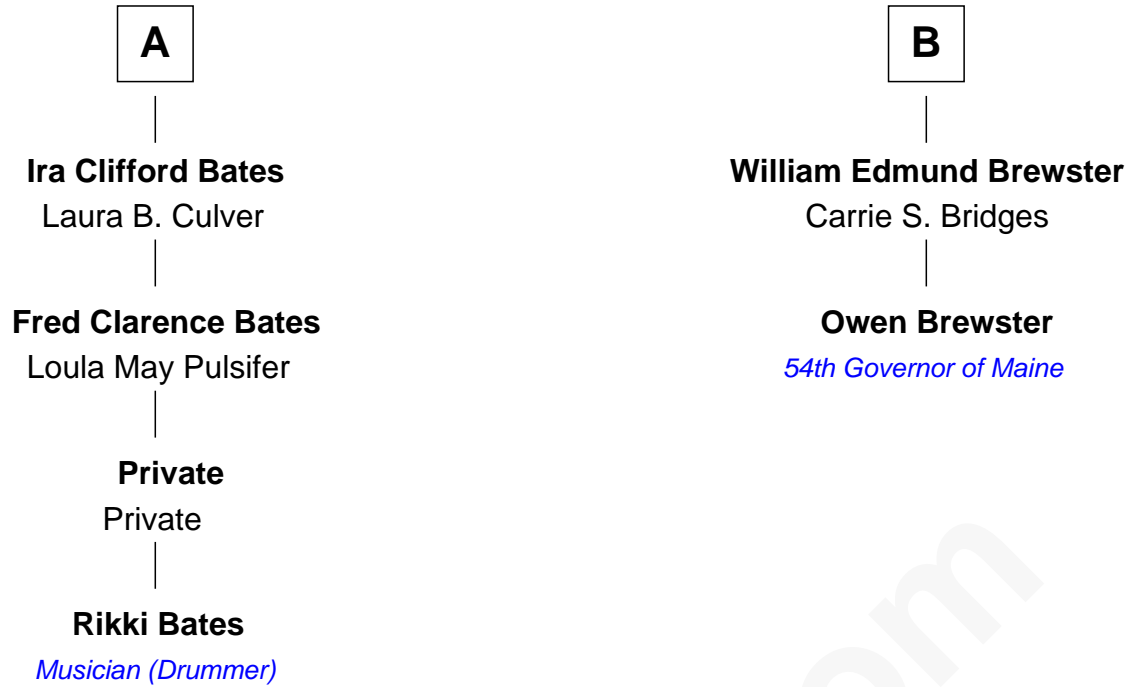 A
Ira Clifford Bates
Laura B. Culver
Fred Clarence Bates
Loula May Pulsifer
Private
Private
Rikki Bates
Musician (Drummer)
B
William Edmund Brewster
Carrie S. Bridges
Owen Brewster
54th Governor of Maine
om